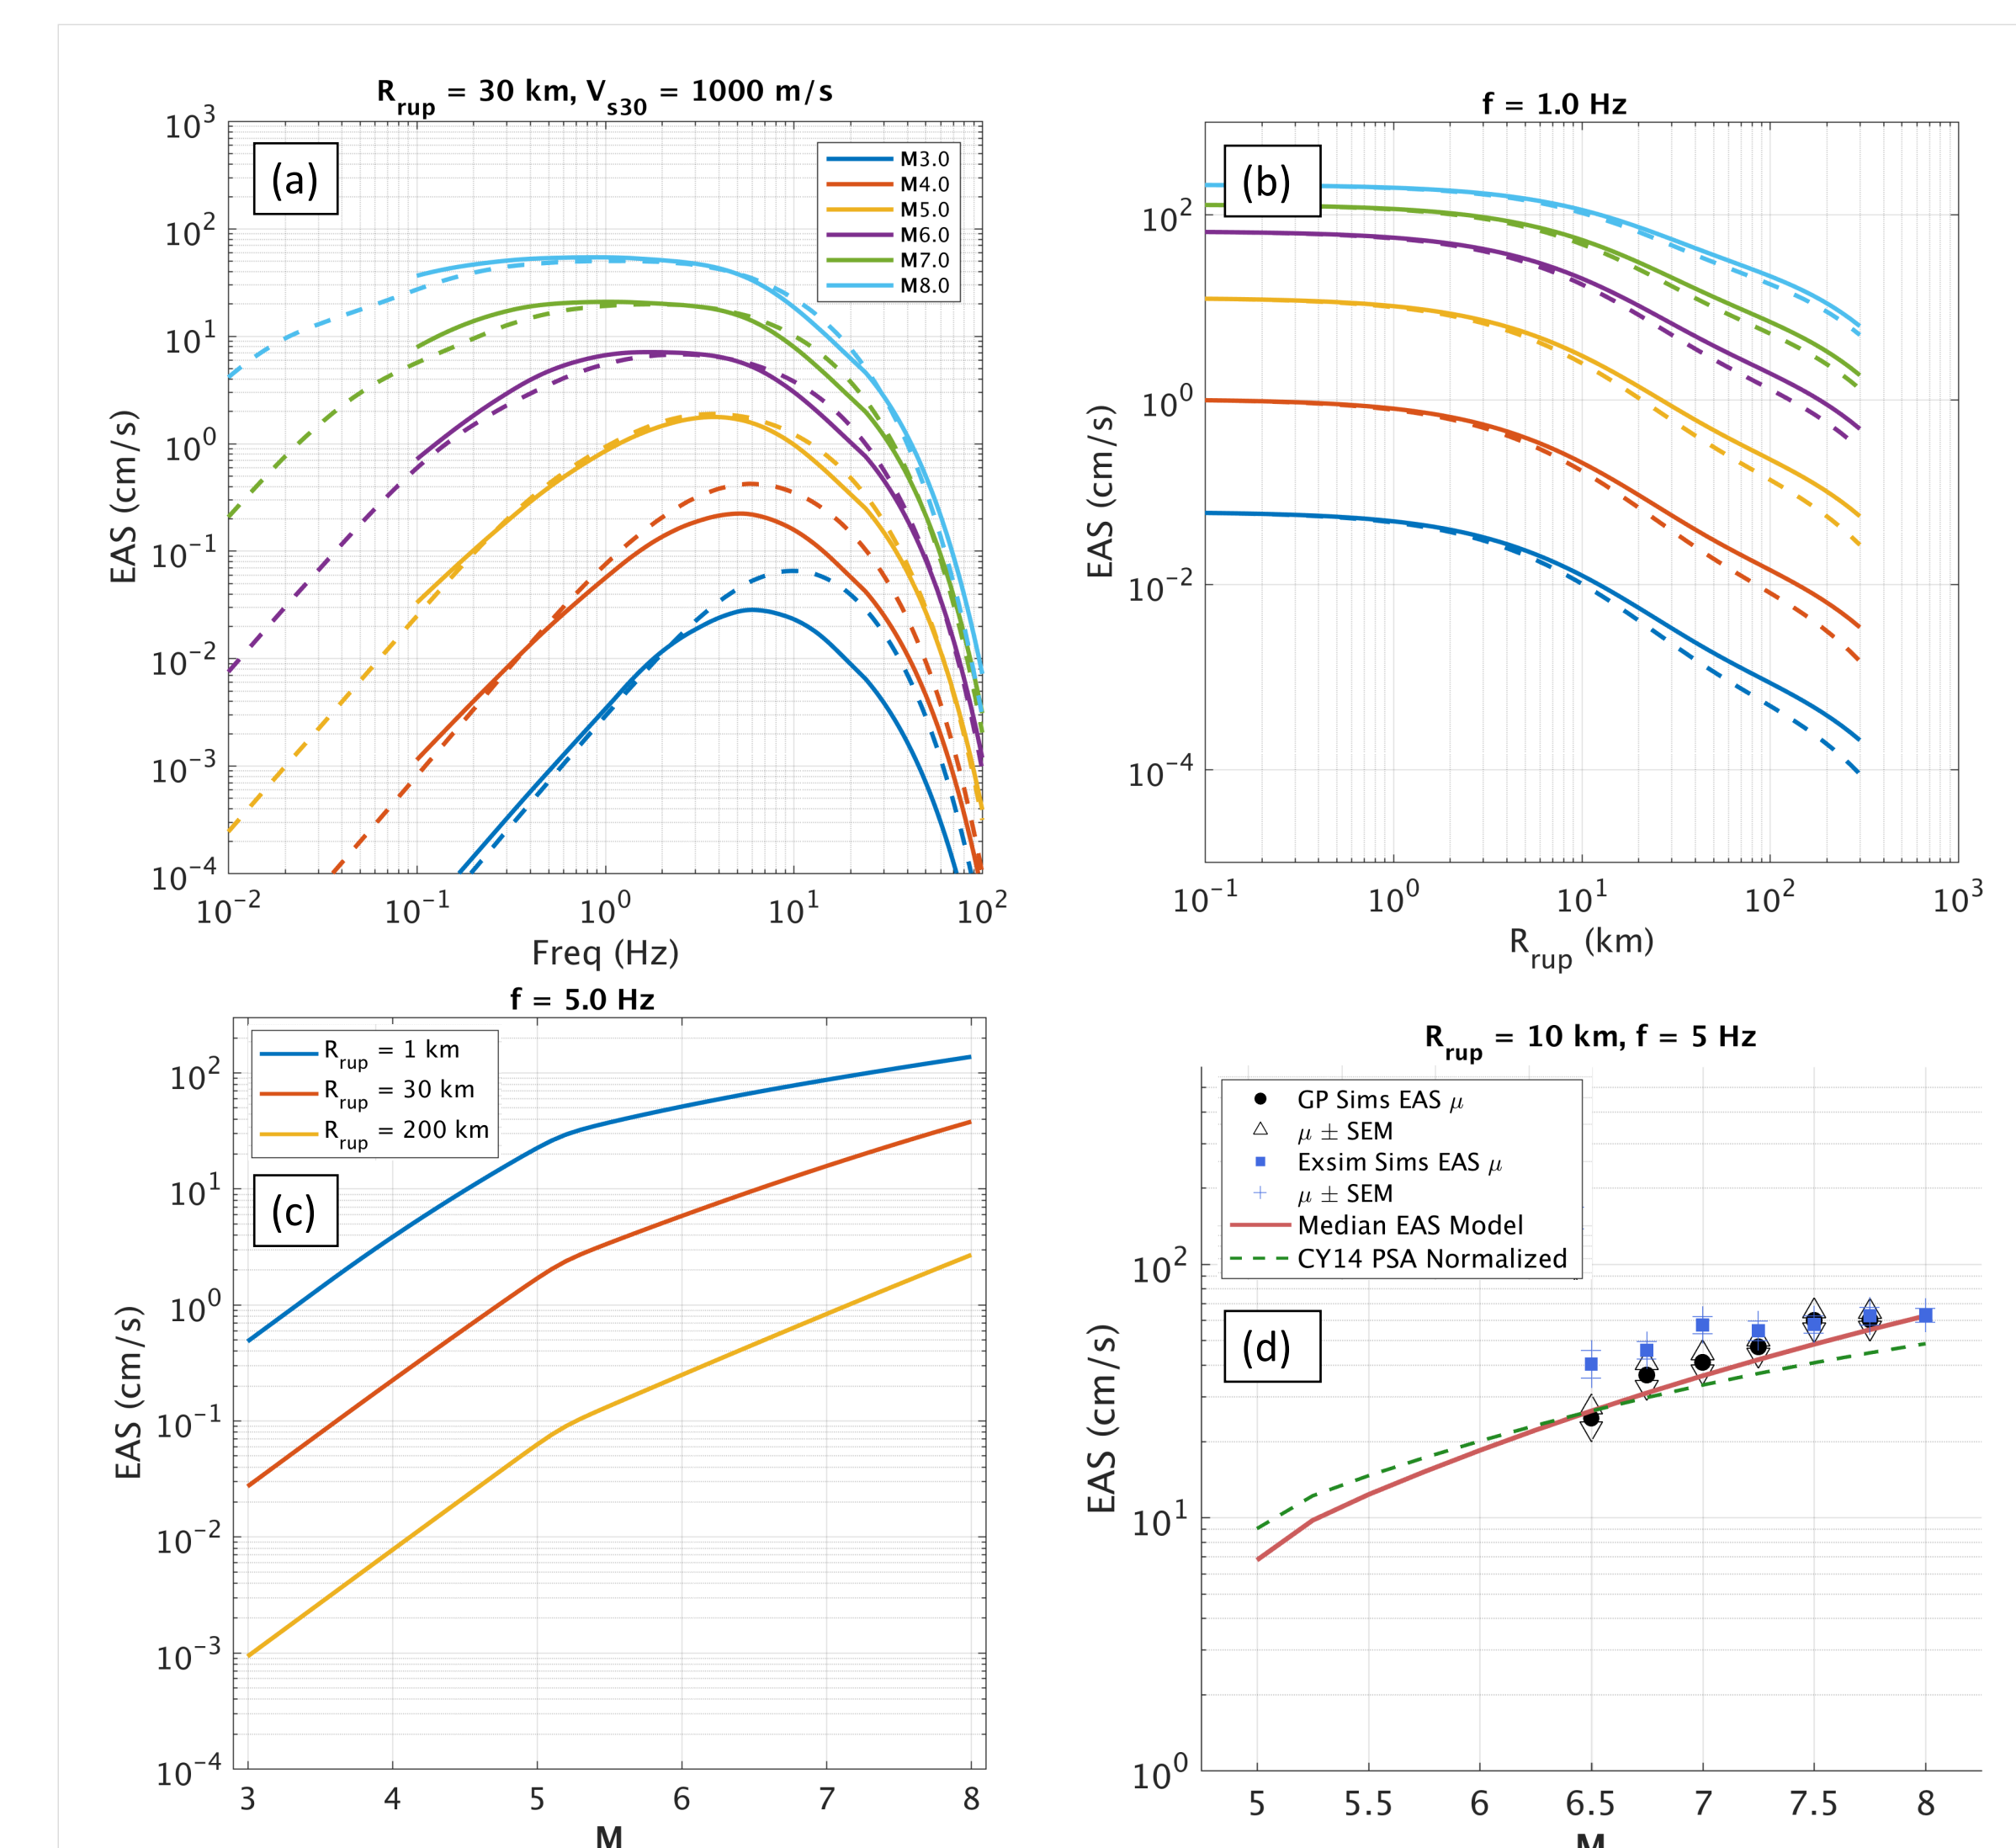 R_rup = 30 km, V_s30 = 1000 m/s
(a)
M3.0
M4.0
M5.0
M6.0
M7.0
M8.0
10^3
10^2
10^1
10^0
10^−1
10^−2
10^−3
10^−4
EAS (cm/s)
10^−2 10^−1 10^0 10^1 10^2
Freq (Hz)
f = 1.0 Hz
(b)
10^2
10^0
10^−2
10^−4
EAS (cm/s)
10^−1 10^0 10^1 10^2 10^3
R_rup (km)
f = 5.0 Hz
R_rup = 1 km
R_rup = 30 km
R_rup = 200 km
(c)
10^2
10^1
10^0
10^−1
10^−2
10^−3
10^−4
EAS (cm/s)
3 4 5 6 7 8
M
R_rup = 10 km, f = 5 Hz
GP Sims EAS μ
μ ± SEM
Exsim Sims EAS μ
μ ± SEM
Median EAS Model
CY14 PSA Normalized
(d)
10^2
10^1
10^0
EAS (cm/s)
5 5.5 6 6.5 7 7.5 8
M